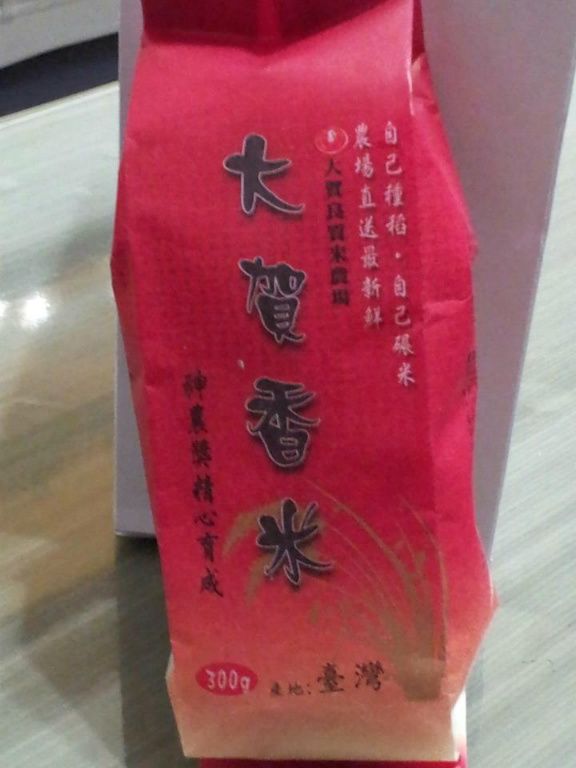 自己種稻・自己碾米
農場直送最新鮮
大賀良質米農場
大賀香米
神農獎精心育成
300g
產地:臺灣